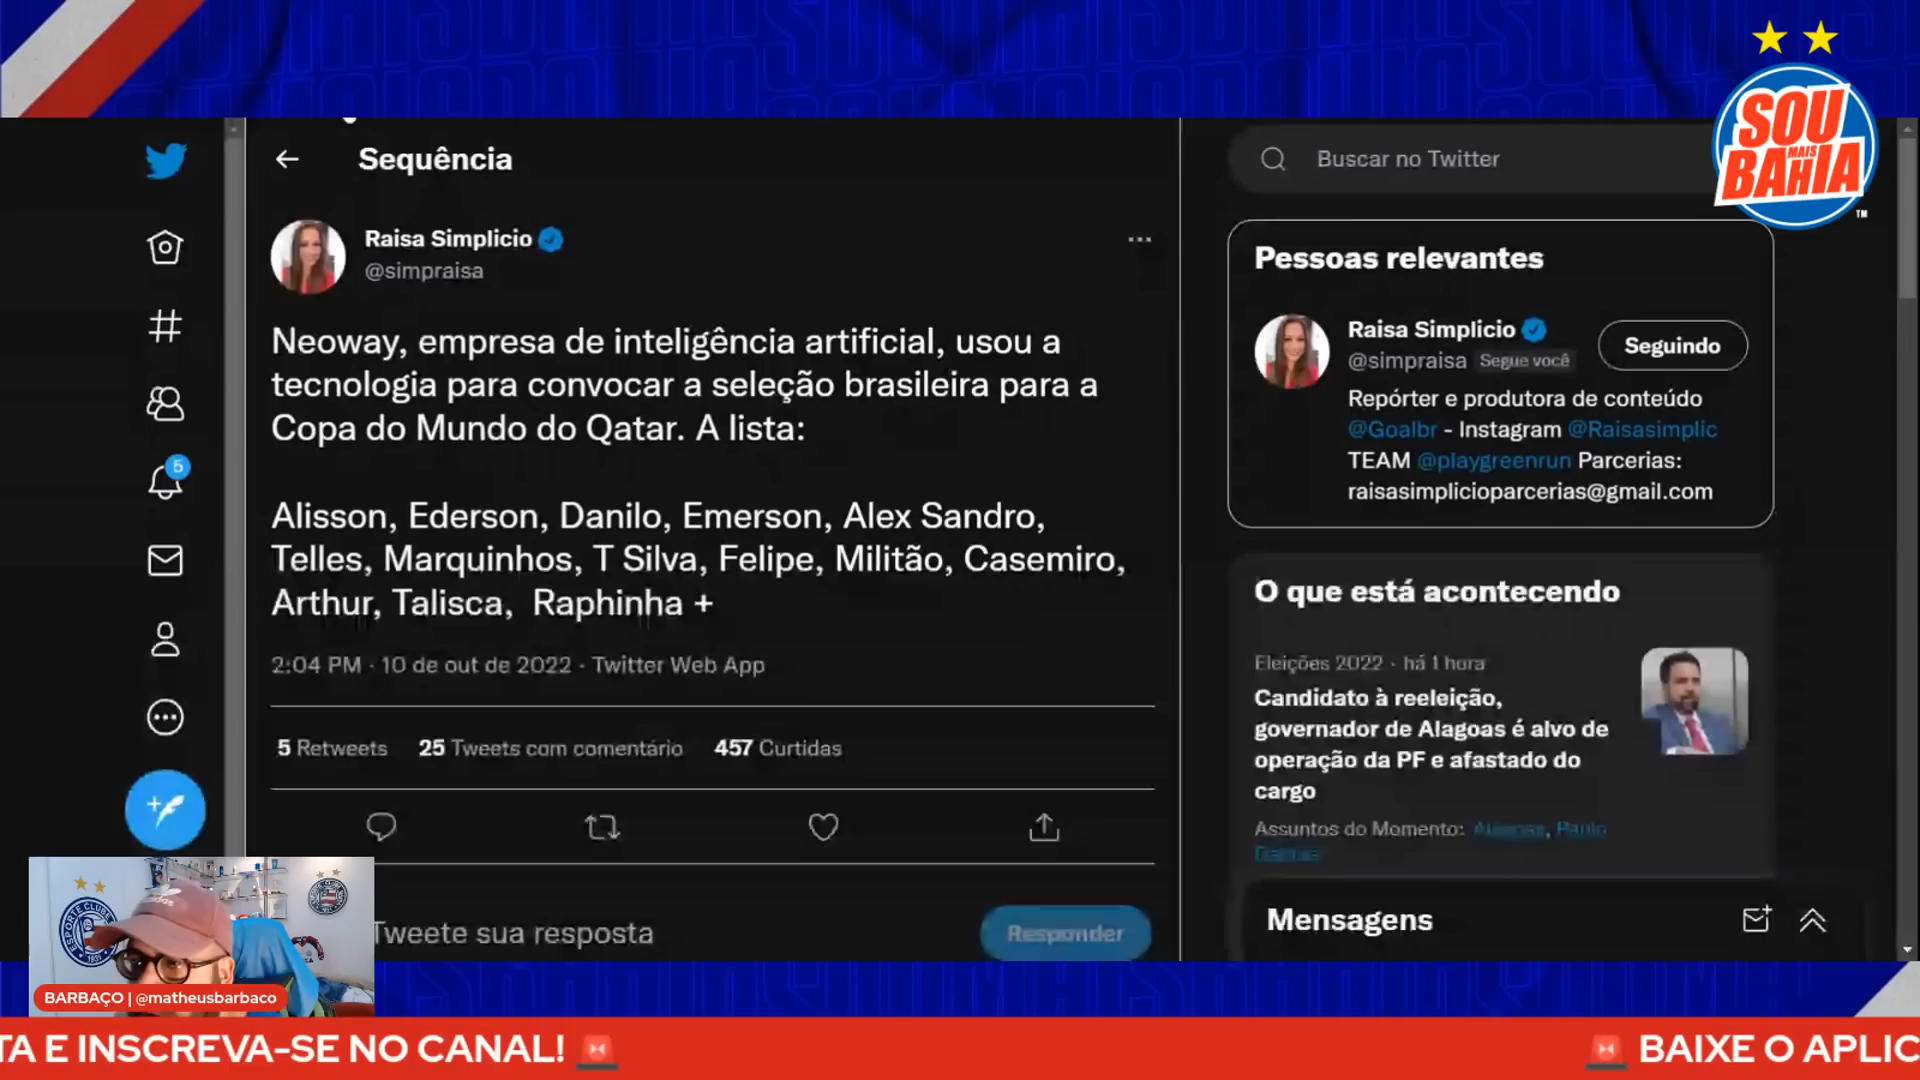 SOU
MAIS
BAHIA
TM
Sequência
Buscar no Twitter
Raisa Simplicio
@simpraisa
Neoway, empresa de inteligência artificial, usou a
tecnologia para convocar a seleção brasileira para a
Copa do Mundo do Qatar. A lista:
Alisson, Ederson, Danilo, Emerson, Alex Sandro,
Telles, Marquinhos, T Silva, Felipe, Militão, Casemiro,
Arthur, Talisca, Raphinha +
2:04 PM · 10 de out de 2022 · Twitter Web App
5 Retweets 25 Tweets com comentário 457 Curtidas
Tweete sua resposta
Responder
5
Pessoas relevantes
Raisa Simplicio
@simpraisa Segue você
Seguindo
Repórter e produtora de conteúdo
@Goalbr - Instagram @Raisasimplic
TEAM @playgreenrun Parcerias:
raisasimplicioparcerias@gmail.com
O que está acontecendo
Eleições 2022 · há 1 hora
Candidato à reeleição,
governador de Alagoas é alvo de
operação da PF e afastado do
cargo
Assuntos do Momento: Alagoas, Paulo
Dantas
Mensagens
BARBAÇO | @matheusbarbaco
TA E INSCREVA-SE NO CANAL!
BAIXE O APLIC